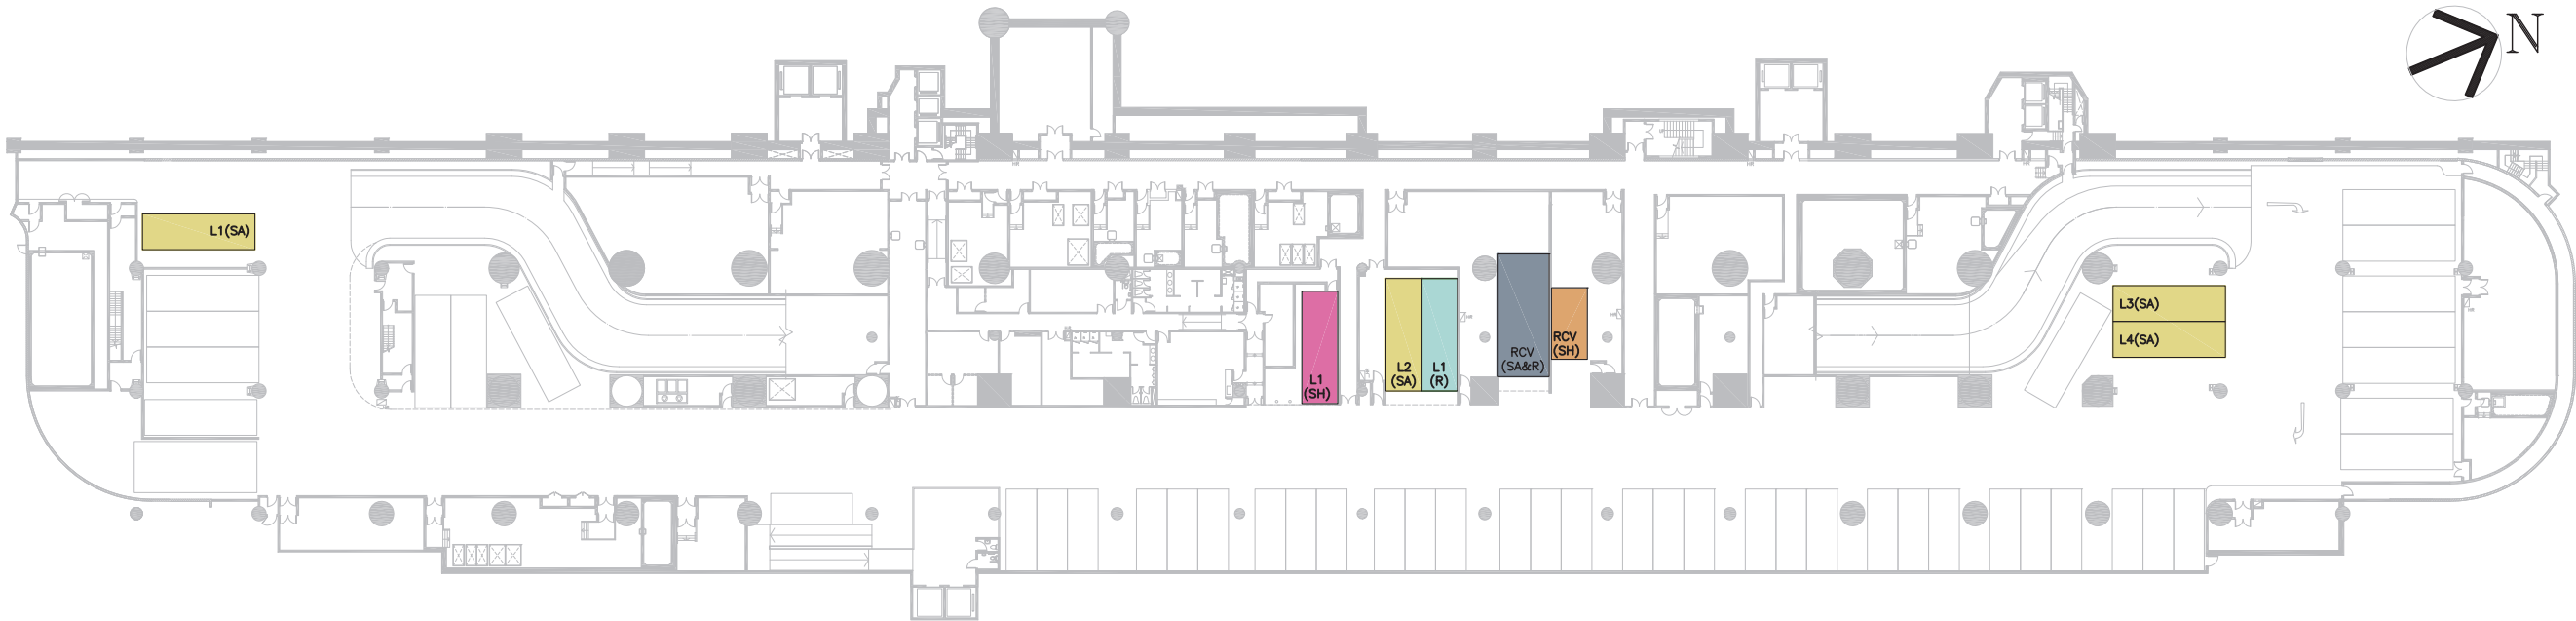 N
L1(SA)
L1
(SH)
L2
(SA)
L1
(R)
RCV
(SA&R)
RCV
(SH)
L3(SA)
L4(SA)